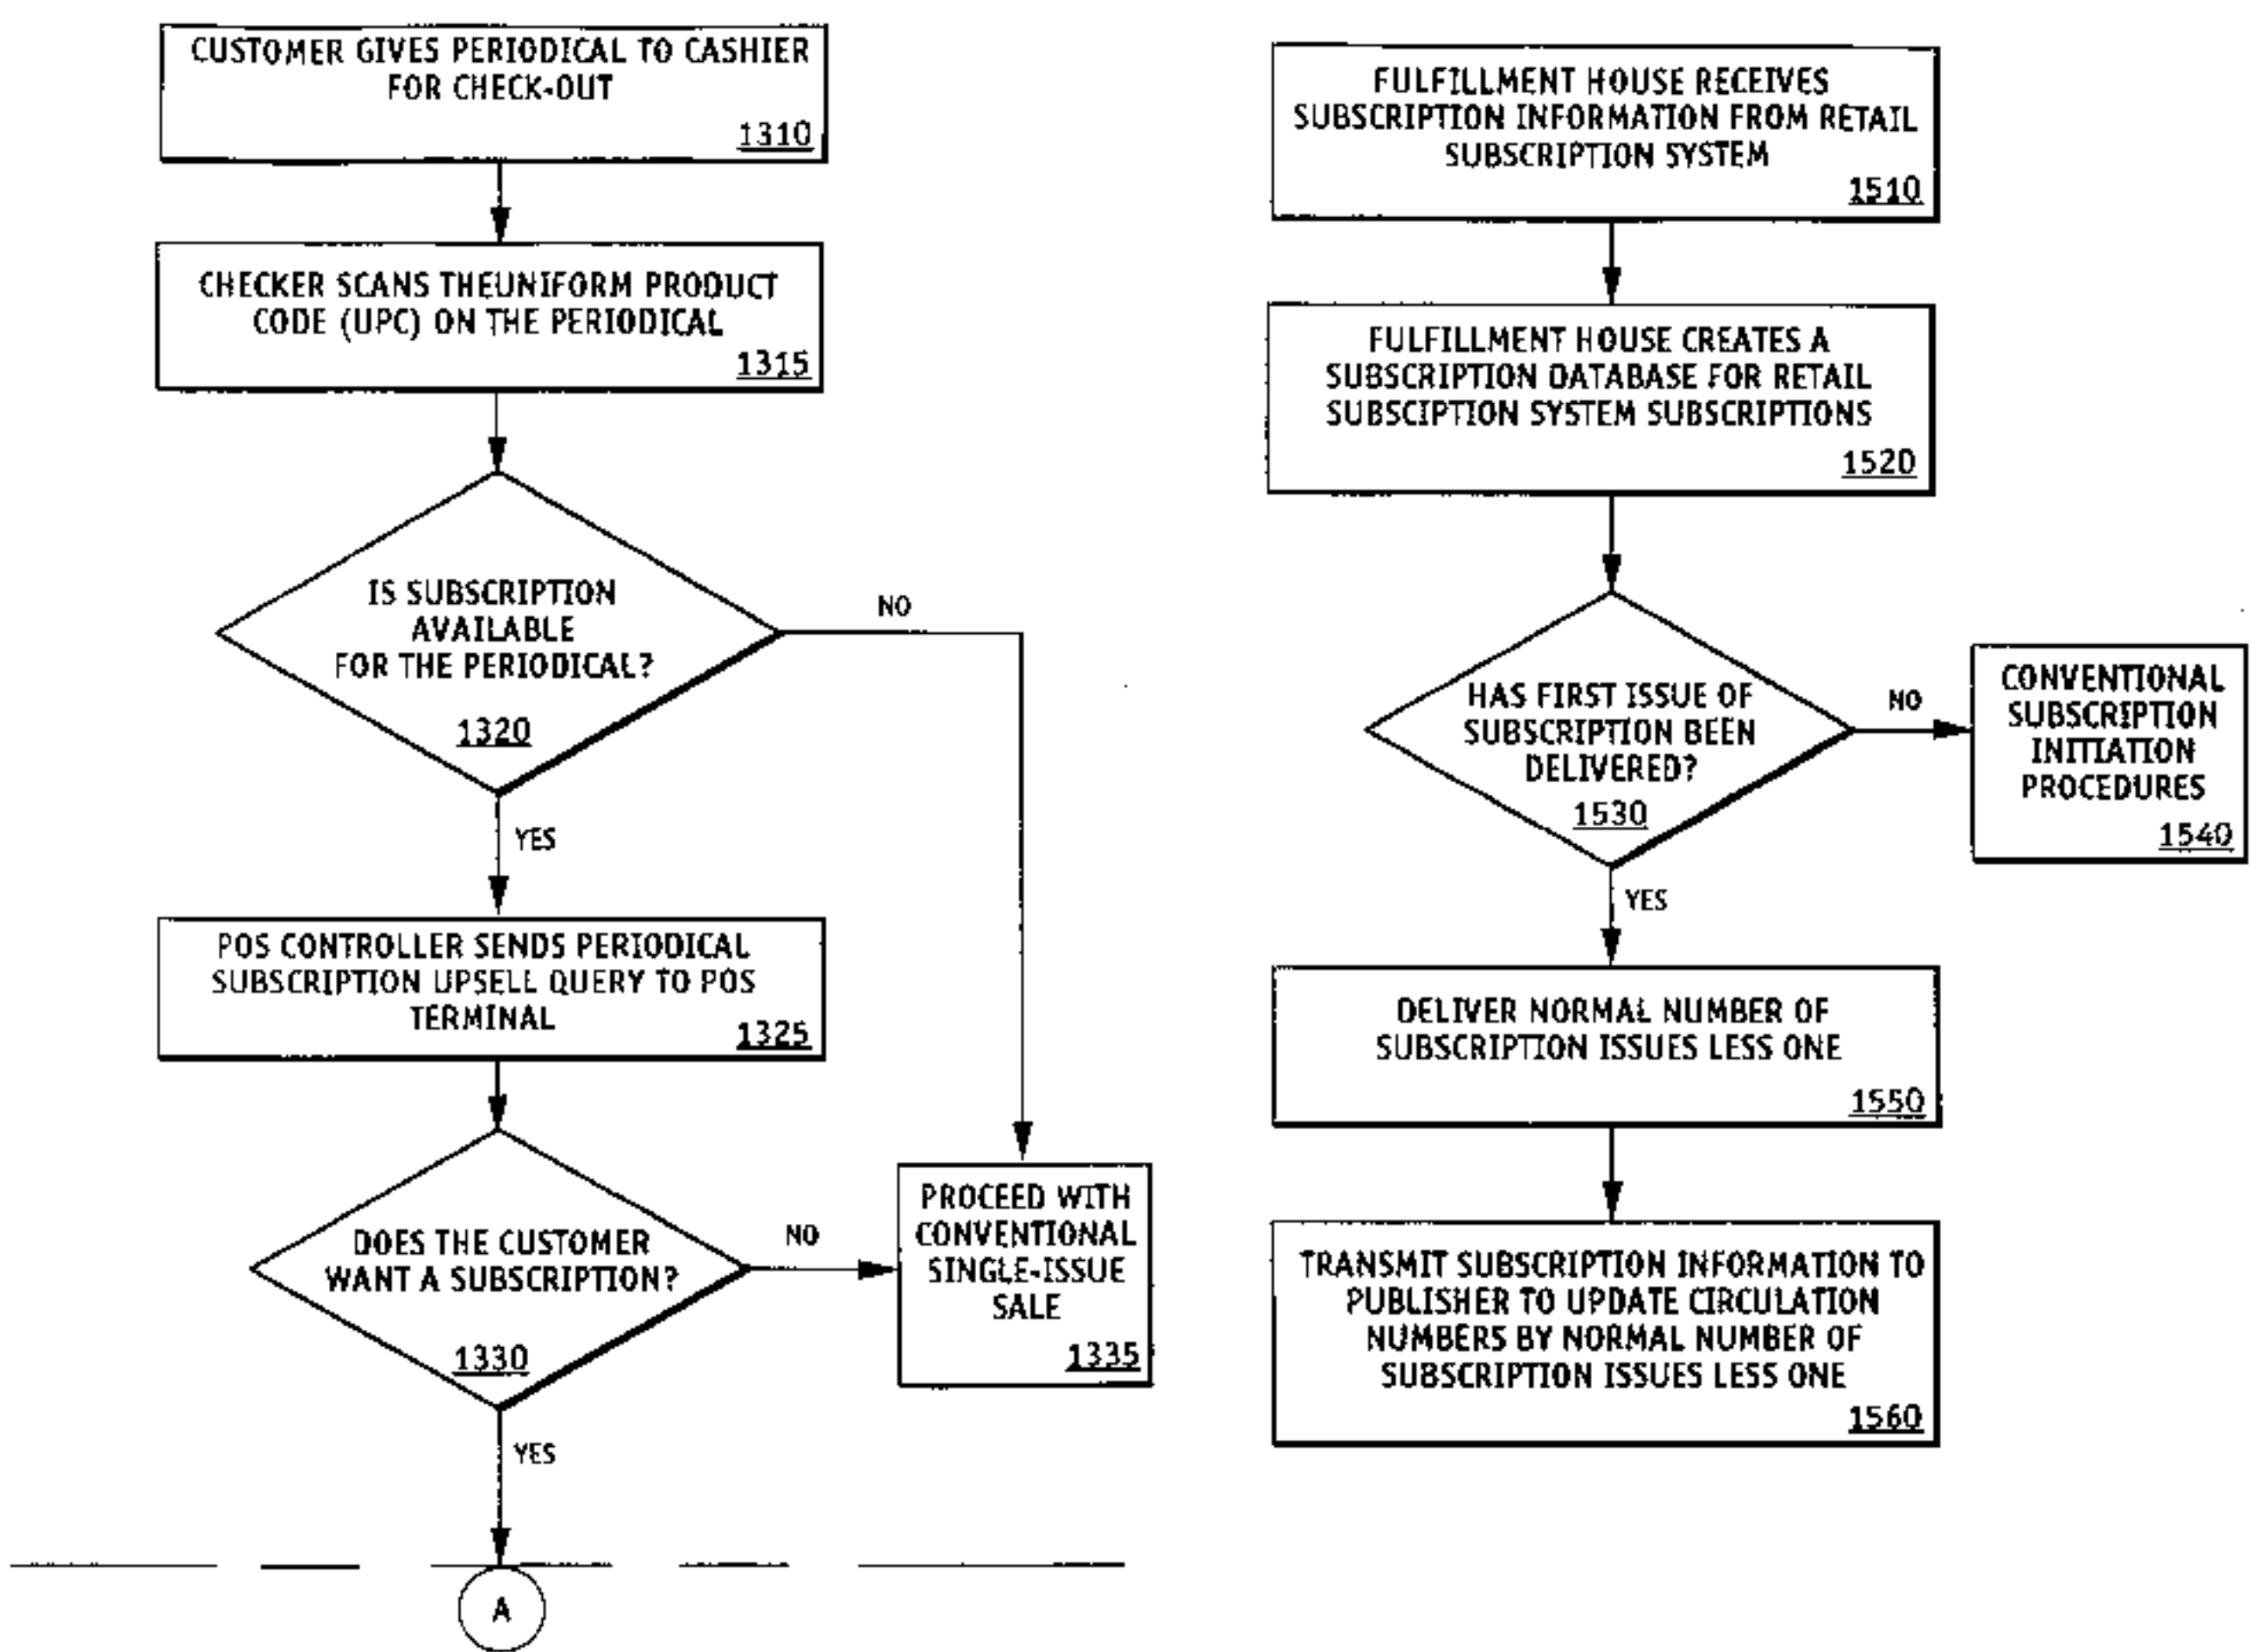 CUSTOMER GIVES PERIODICAL TO CASHIER
FOR CHECK-OUT
1310
CHECKER SCANS THEUNIFORM PRODUCT
CODE (UPC) ON THE PERIODICAL
1315
IS SUBSCRIPTION
AVAILABLE
FOR THE PERIODICAL?
1320
NO
YES
POS CONTROLLER SENDS PERIODICAL
SUBSCRIPTION UPSELL QUERY TO POS
TERMINAL
1325
DOES THE CUSTOMER
WANT A SUBSCRIPTION?
1330
NO
PROCEED WITH
CONVENTIONAL
SINGLE-ISSUE
SALE
1335
YES
A
FULFILLMENT HOUSE RECEIVES
SUBSCRIPTION INFORMATION FROM RETAIL
SUBSCRIPTION SYSTEM
1510
FULFILLMENT HOUSE CREATES A
SUBSCRIPTION DATABASE FOR RETAIL
SUBSCIPTION SYSTEM SUBSCRIPTIONS
1520
HAS FIRST ISSUE OF
SUBSCRIPTION BEEN
DELIVERED?
1530
NO
CONVENTIONAL
SUBSCRIPTION
INITIATION
PROCEDURES
1540
YES
DELIVER NORMAL NUMBER OF
SUBSCRIPTION ISSUES LESS ONE
1550
TRANSMIT SUBSCRIPTION INFORMATION TO
PUBLISHER TO UPDATE CIRCULATION
NUMBERS BY NORMAL NUMBER OF
SUBSCRIPTION ISSUES LESS ONE
1560